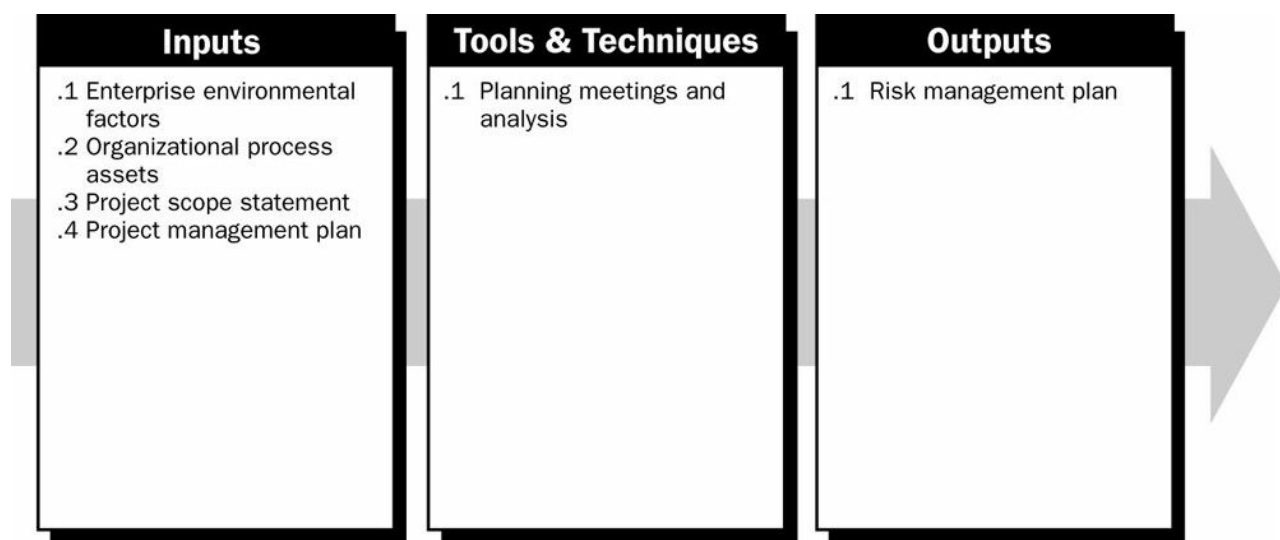 Inputs
.1 Enterprise environmental
factors
.2 Organizational process
assets
.3 Project scope statement
.4 Project management plan
Tools & Techniques
.1 Planning meetings and
analysis
Outputs
.1 Risk management plan